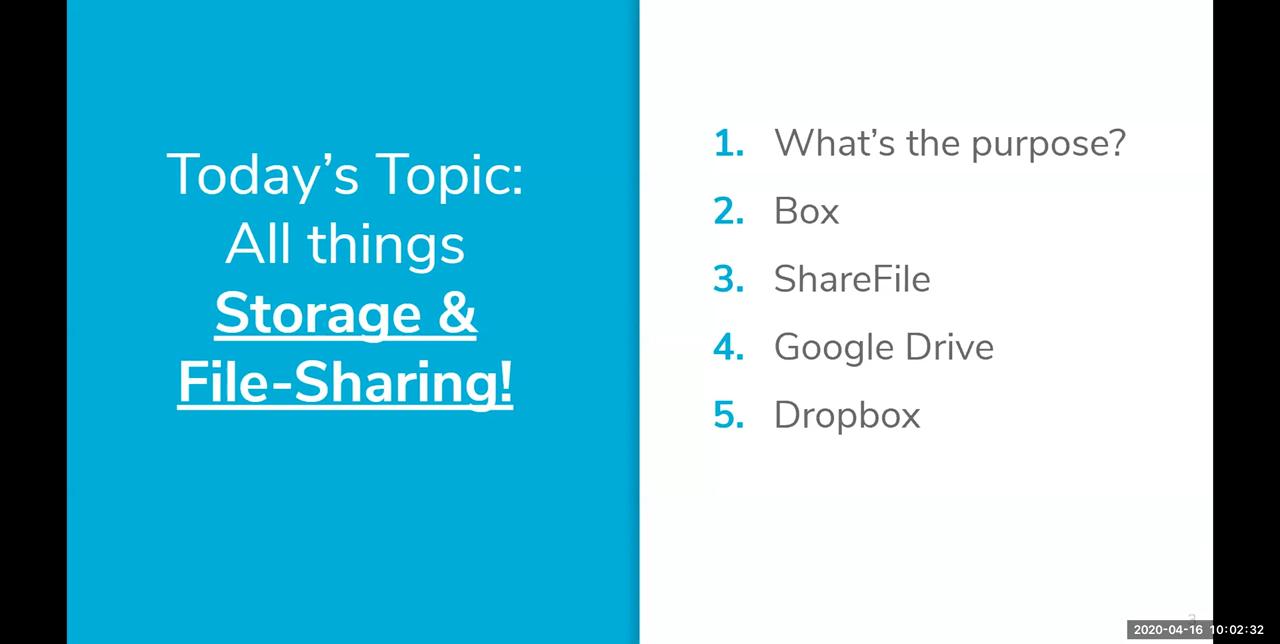 Today’s Topic:
All things
Storage &
File-Sharing!
1. What’s the purpose?
2. Box
3. ShareFile
4. Google Drive
5. Dropbox
3
2020-04-16 10:02:32